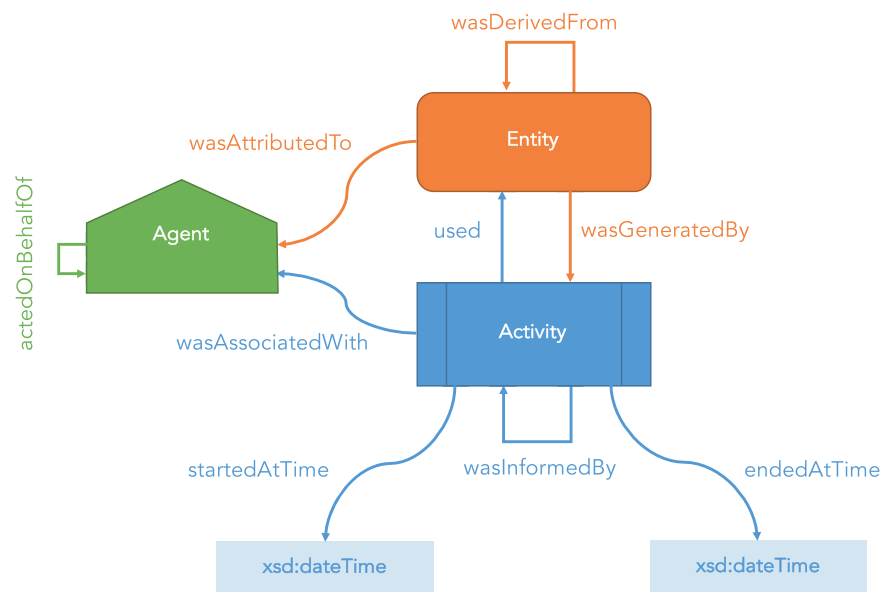 wasDerivedFrom
Entity
wasAttributedTo
actedOnBehalfOf
Agent
used
wasGeneratedBy
wasAssociatedWith
Activity
startedAtTime
wasInformedBy
endedAtTime
xsd:dateTime
xsd:dateTime